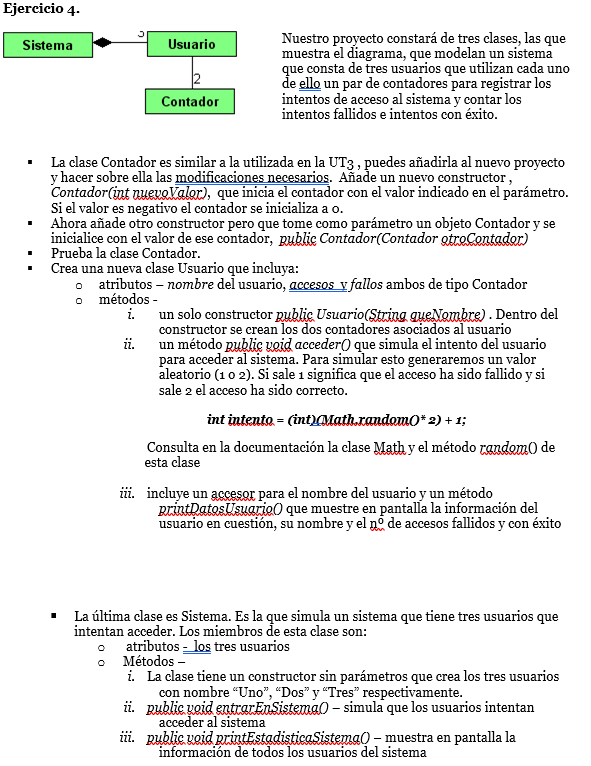 Ejercicio 4.
Sistema
3
Usuario
2
Contador
Nuestro proyecto constará de tres clases, las que
muestra el diagrama, que modelan un sistema
que consta de tres usuarios que utilizan cada uno
de ello un par de contadores para registrar los
intentos de acceso al sistema y contar los
intentos fallidos e intentos con éxito.
▪ La clase Contador es similar a la utilizada en la UT3 , puedes añadirla al nuevo proyecto
y hacer sobre ella las modificaciones necesarios. Añade un nuevo constructor ,
Contador(int nuevoValor), que inicia el contador con el valor indicado en el parámetro.
Si el valor es negativo el contador se inicializa a 0.
▪ Ahora añade otro constructor pero que tome como parámetro un objeto Contador y se
inicialice con el valor de ese contador, public Contador(Contador otroContador)
▪ Prueba la clase Contador.
▪ Crea una nueva clase Usuario que incluya:
o atributos – nombre del usuario, accesos y fallos ambos de tipo Contador
o métodos -
i. un solo constructor public Usuario(String queNombre) . Dentro del
constructor se crean los dos contadores asociados al usuario
ii. un método public void acceder() que simula el intento del usuario
para acceder al sistema. Para simular esto generaremos un valor
aleatorio (1 o 2). Si sale 1 significa que el acceso ha sido fallido y si
sale 2 el acceso ha sido correcto.
int intento = (int)(Math.random()* 2) + 1;
Consulta en la documentación la clase Math y el método random() de
esta clase
iii. incluye un accesor para el nombre del usuario y un método
printDatosUsuario() que muestre en pantalla la información del
usuario en cuestión, su nombre y el nº de accesos fallidos y con éxito
▪ La última clase es Sistema. Es la que simula un sistema que tiene tres usuarios que
intentan acceder. Los miembros de esta clase son:
o atributos - los tres usuarios
o Métodos –
i. La clase tiene un constructor sin parámetros que crea los tres usuarios
con nombre “Uno”, “Dos” y “Tres” respectivamente.
ii. public void entrarEnSistema() – simula que los usuarios intentan
acceder al sistema
iii. public void printEstadisticaSistema() – muestra en pantalla la
información de todos los usuarios del sistema